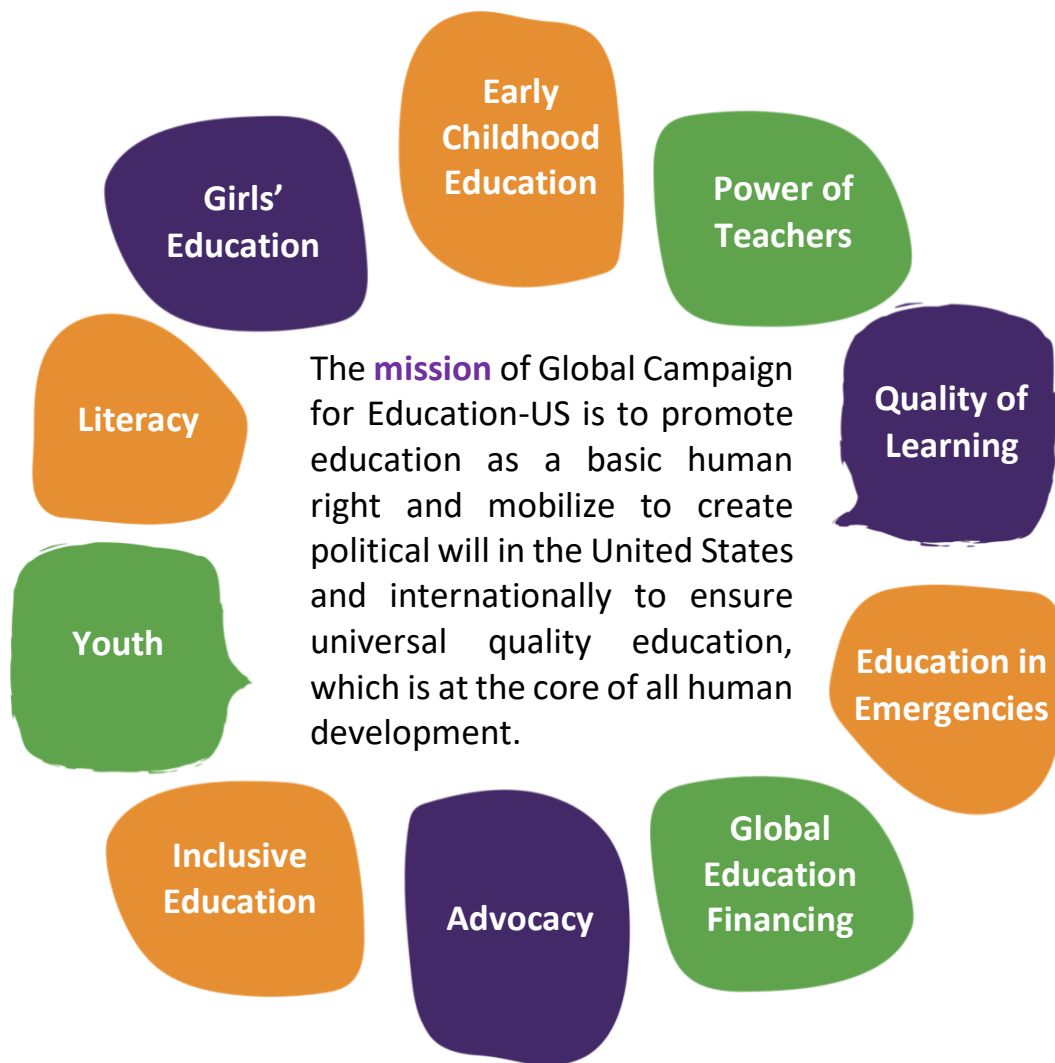 Early
Childhood
Education
Power of
Teachers
Girls’
Education
Quality of
Learning
Literacy
The mission of Global Campaign
for Education-US is to promote
education as a basic human
right and mobilize to create
political will in the United States
and internationally to ensure
universal quality education,
which is at the core of all human
development.
Youth
Education in
Emergencies
Inclusive
Education
Advocacy
Global
Education
Financing